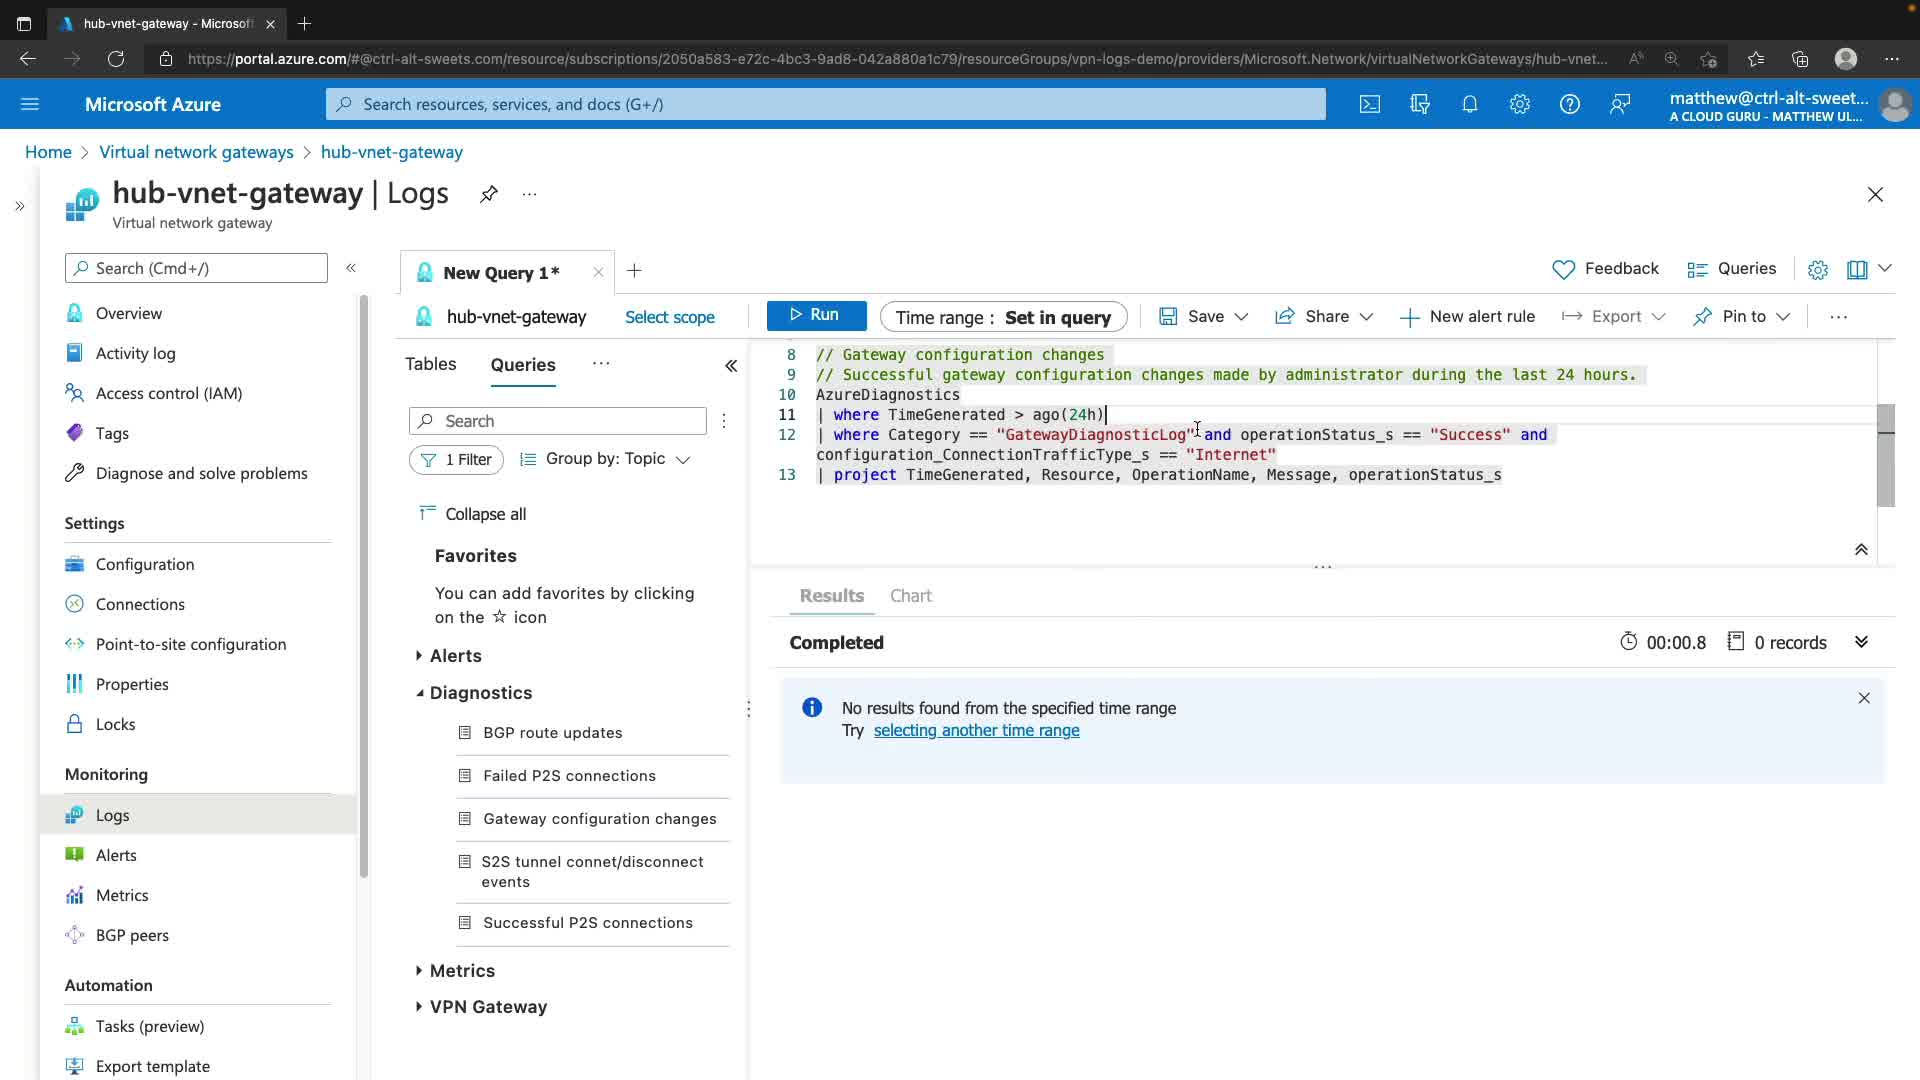 hub-vnet-gateway - Microsoft
https://portal.azure.com/#@ctrl-alt-sweets.com/resource/subscriptions/2050a583-e72c-4bc3-9ad8-042a880a1c79/resourceGroups/vpn-logs-demo/providers/Microsoft.Network/virtualNetworkGateways/hub-vnet...
Microsoft Azure
Search resources, services, and docs (G+/)
matthew@ctrl-alt-sweet...
A CLOUD GURU - MATTHEW UL...
Home > Virtual network gateways > hub-vnet-gateway
hub-vnet-gateway | Logs
Virtual network gateway
Search (Cmd+/)
Overview
Activity log
Access control (IAM)
Tags
Diagnose and solve problems
Settings
Configuration
Connections
Point-to-site configuration
Properties
Locks
Monitoring
Logs
Alerts
Metrics
BGP peers
Automation
Tasks (preview)
Export template
New Query 1*
Feedback
Queries
hub-vnet-gateway
Select scope
Run
Time range : Set in query
Save
Share
New alert rule
Export
Pin to
Tables
Queries
Search
1 Filter
Group by: Topic
Collapse all
Favorites
You can add favorites by clicking
on the ☆ icon
Alerts
Diagnostics
BGP route updates
Failed P2S connections
Gateway configuration changes
S2S tunnel connet/disconnect
events
Successful P2S connections
Metrics
VPN Gateway
8 // Gateway configuration changes
9 // Successful gateway configuration changes made by administrator during the last 24 hours.
10 AzureDiagnostics
11 | where TimeGenerated > ago(24h)
12 | where Category == "GatewayDiagnosticLog" and operationStatus_s == "Success" and
configuration_ConnectionTrafficType_s == "Internet"
13 | project TimeGenerated, Resource, OperationName, Message, operationStatus_s
Results
Chart
Completed
00:00.8
0 records
No results found from the specified time range
Try selecting another time range